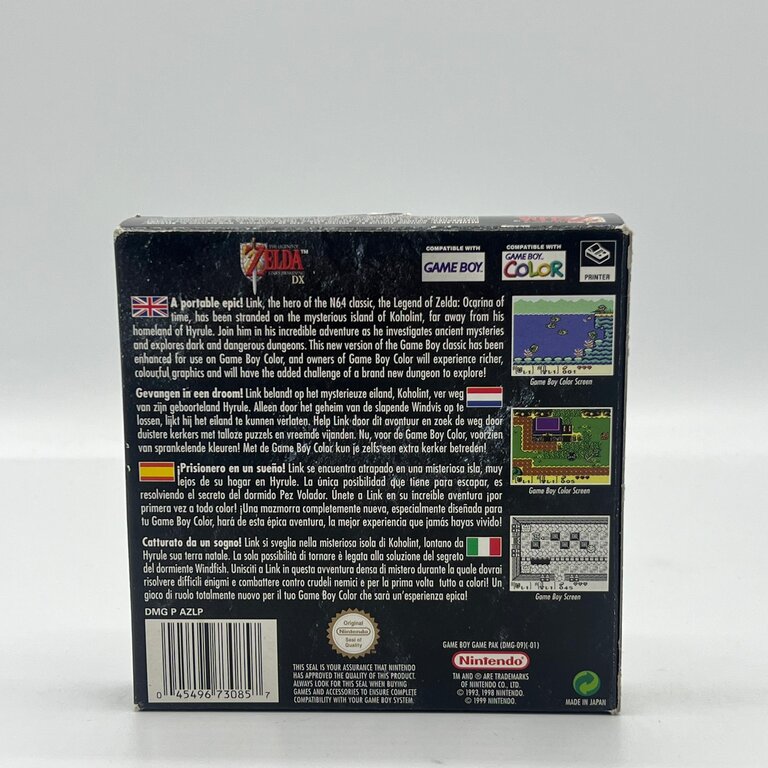 THE LEGEND OF
ZELDA™
LINK'S AWAKENING
DX
COMPATIBLE WITH
GAME BOY.
COMPATIBLE WITH
GAME BOY
COLOR
PRINTER
A portable epic! Link, the hero of the N64 classic, the Legend of Zelda: Ocarina of
time, has been stranded on the mysterious island of Koholint, far away from his
homeland of Hyrule. Join him in his incredible adventure as he investigates ancient mysteries
and explores dark and dangerous dungeons. This new version of the Game Boy classic has been
enhanced for use on Game Boy Color, and owners of Game Boy Color will experience richer,
colourful graphics and will have the added challenge of a brand new dungeon to explore!
Game Boy Color Screen
Gevangen in een droom! Link belandt op het mysterieuze eiland, Koholint, ver weg
van zijn geboorteland Hyrule. Alleen door het geheim van de slapende Windvis op te
lossen, lijkt hij het eiland te kunnen verlaten. Help Link door dit avontuur en zoek de weg door
duistere kerkers met talloze puzzels en vreemde vijanden. Nu, voor de Game Boy Color, voorzien
van sprankelende kleuren! Met de Game Boy Color kun je zelfs een extra kerker betreden!
Game Boy Color Screen
¡Prisionero en un sueño! Link se encuentra atrapado en una misteriosa isla, muy
lejos de su hogar en Hyrule. La única posibilidad que tiene para escapar, es
resolviendo el secreto del dormido Pez Volador. Únete a Link en su increíble aventura ¡por
primera vez a todo color! ¡Una mazmorra completamente nueva, especialmente diseñada para
tu Game Boy Color, hará de esta épica aventura, la mejor experiencia que jamás hayas vivido!
Catturato da un sogno! Link si sveglia nella misteriosa isola di Koholint, lontano da
Hyrule sua terra natale. La sola possibilità di tornare è legata alla soluzione del segreto
del dormiente Windfish. Unisciti a Link in questa avventura densa di mistero durante la quale dovrai
risolvere difficili enigmi e combattere contro crudeli nemici e per la prima volta tutto a colori! Un
gioco di ruolo totalmente nuovo per il tuo Game Boy Color che sarà un'esperienza epica!
Game Boy Screen
DMG P AZLP
0 45496 73085 7
Original
Nintendo
Seal of
Quality
THIS SEAL IS YOUR ASSURANCE THAT NINTENDO
HAS APPROVED THE QUALITY OF THIS PRODUCT.
ALWAYS LOOK FOR THIS SEAL WHEN BUYING
GAMES AND ACCESSORIES TO ENSURE COMPLETE
COMPATIBILITY WITH YOUR GAME BOY SYSTEM.
GAME BOY GAME PAK (DMG-09)(-01)
Nintendo
TM AND ® ARE TRADEMARKS
OF NINTENDO CO., LTD.
© 1993, 1998 NINTENDO.
© 1999 NINTENDO.
MADE IN JAPAN